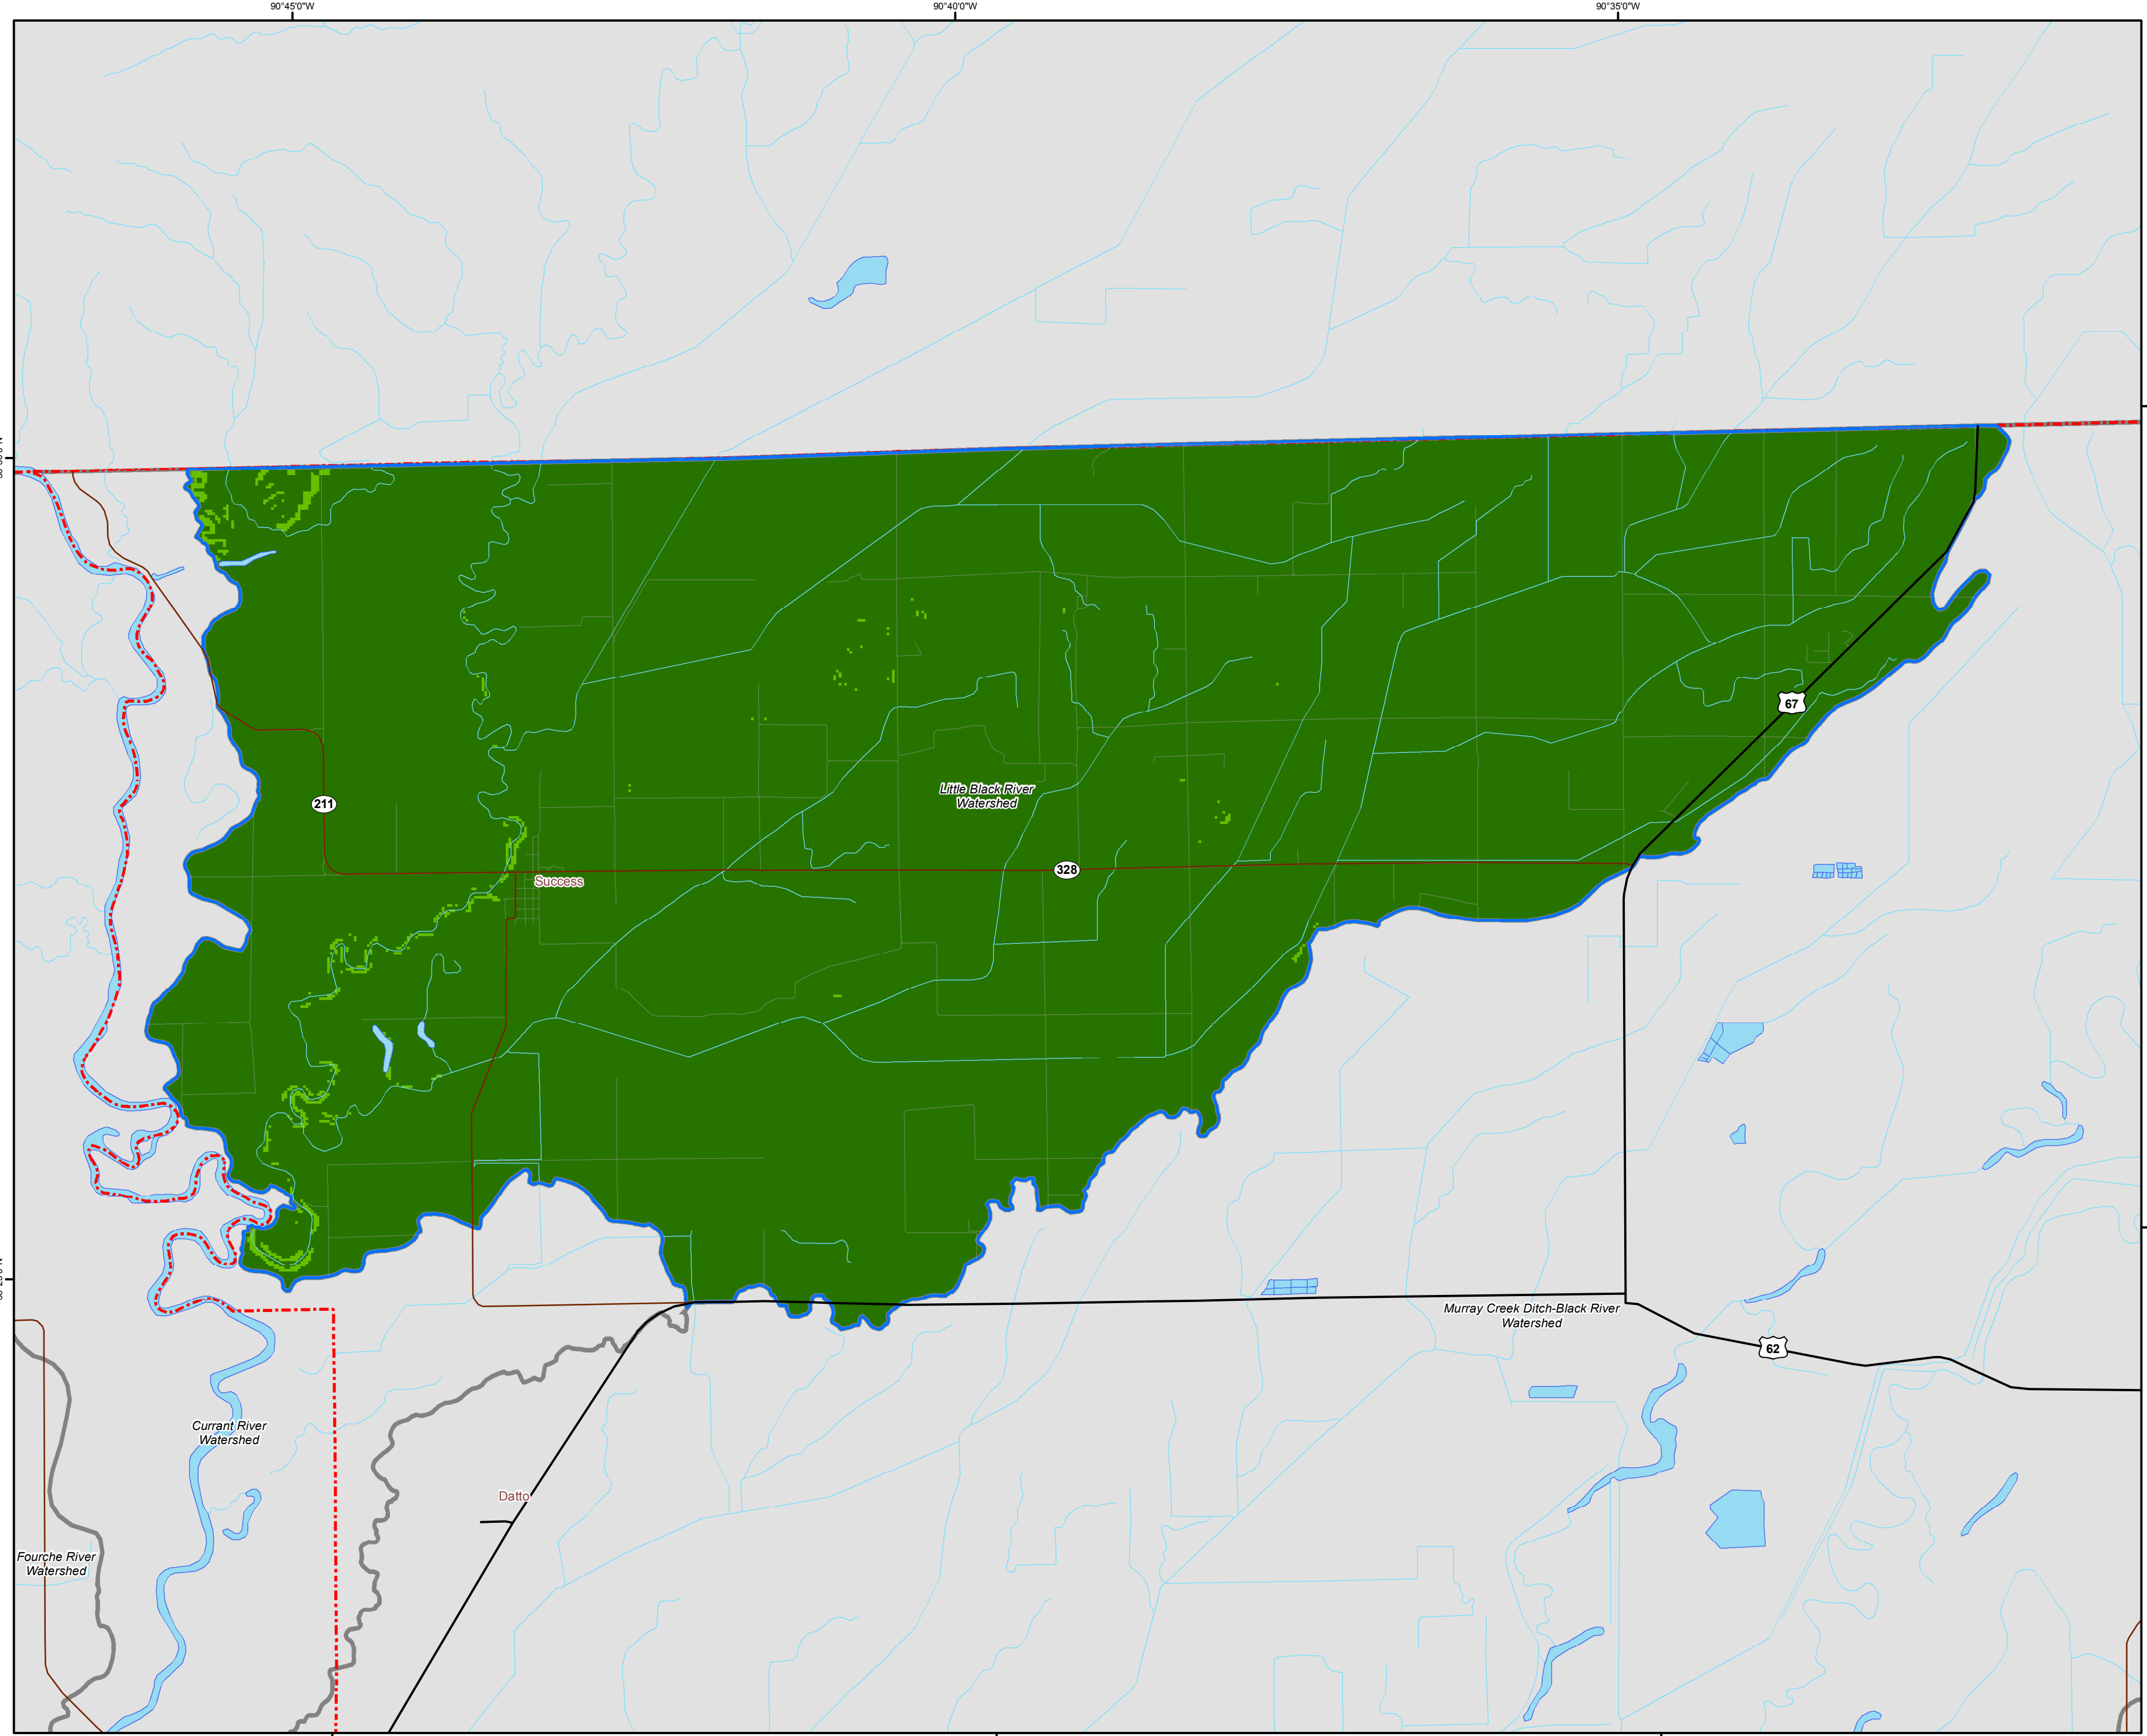 90°45'0"W
90°40'0"W
90°35'0"W
67
Little Black River
Watershed
211
328
Success
Murray Creek Ditch-Black River
Watershed
62
Currant River
Watershed
Datto
Fourche River
Watershed